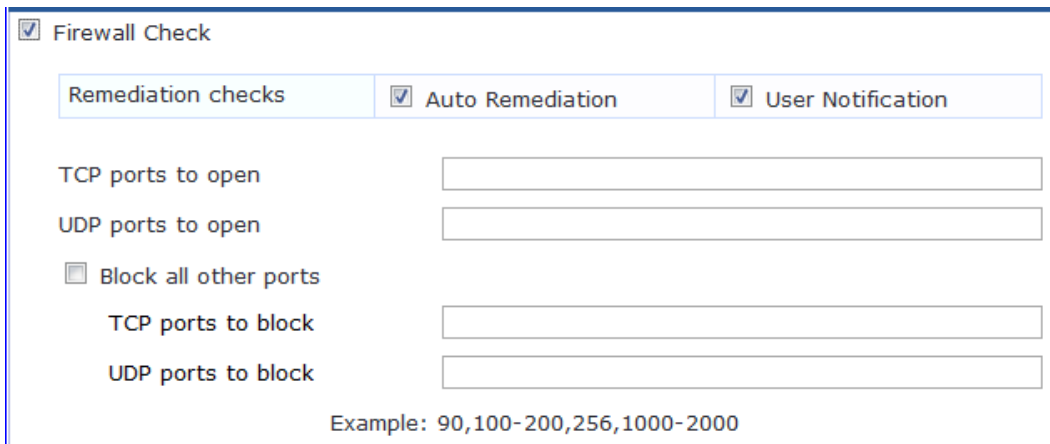 Firewall Check
Remediation checks Auto Remediation User Notification
TCP ports to open
UDP ports to open
Block all other ports
TCP ports to block
UDP ports to block
Example: 90,100-200,256,1000-2000